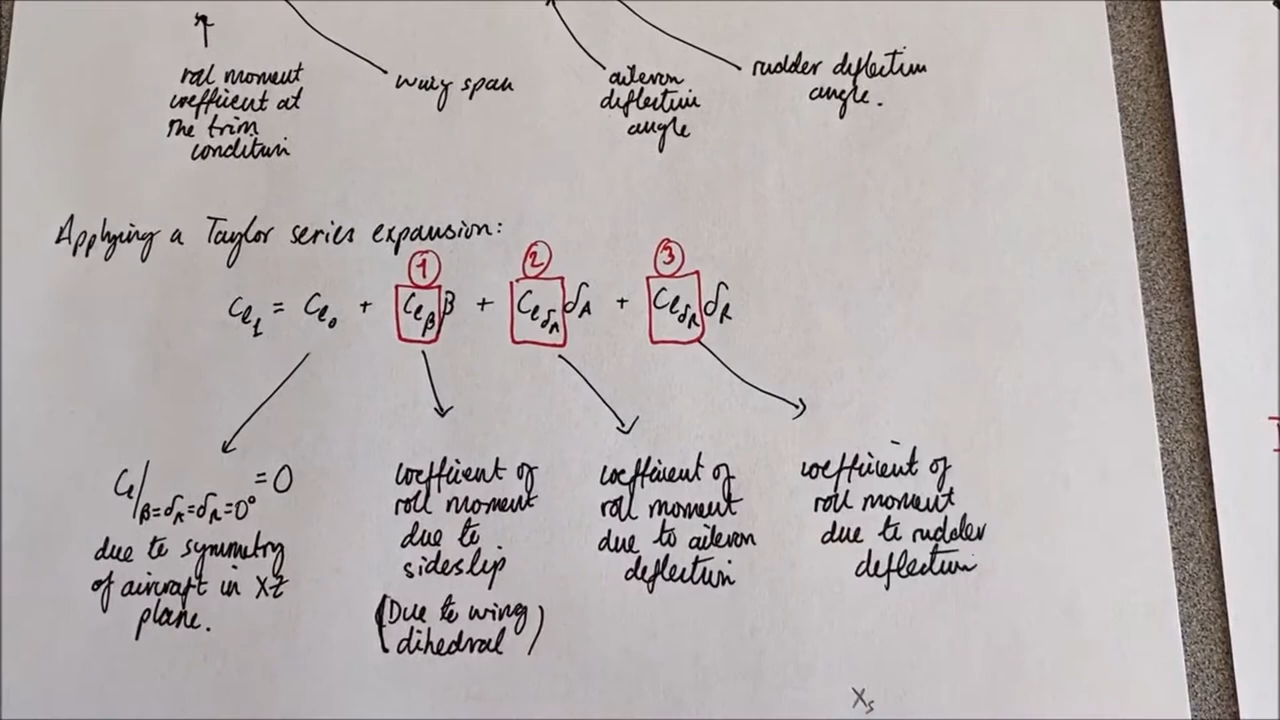 roll moment
coefficient at
the trim
condition
wing span
aileron
deflection
angle
rudder deflection
angle.
Applying a Taylor series expansion:
① ② ③
Cℓ₁ = Cℓ₀ + Cℓ_β β + Cℓ_δA δA + Cℓ_δR δR
Cℓ|β=δA=δR=0° = 0
due to symmetry
of aircraft in XZ
plane.
coefficient of
roll moment
due to
sideslip
(Due to wing
dihedral)
coefficient of
roll moment
due to aileron
deflection
coefficient of
roll moment
due to rudder
deflection
Xs